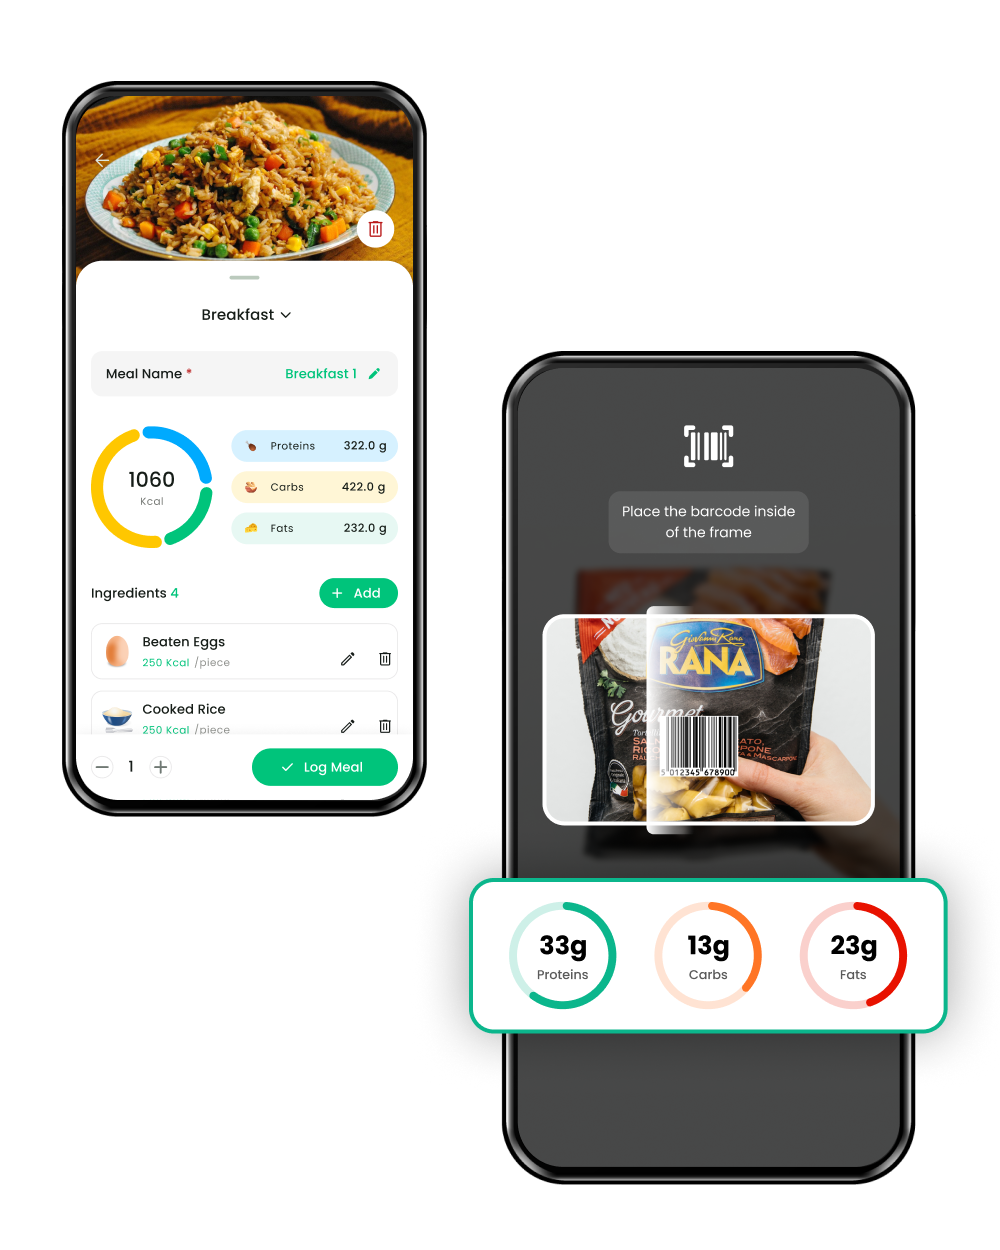 Breakfast
Meal Name *
Breakfast 1
1060
Kcal
Proteins 322.0 g
Carbs 422.0 g
Fats 232.0 g
Ingredients 4
+ Add
Beaten Eggs
250 Kcal /piece
Cooked Rice
250 Kcal /piece
1
Log Meal
Place the barcode inside
of the frame
Giovanni Rana
RANA
Gourmet
5 012345 678900
33g
Proteins
13g
Carbs
23g
Fats